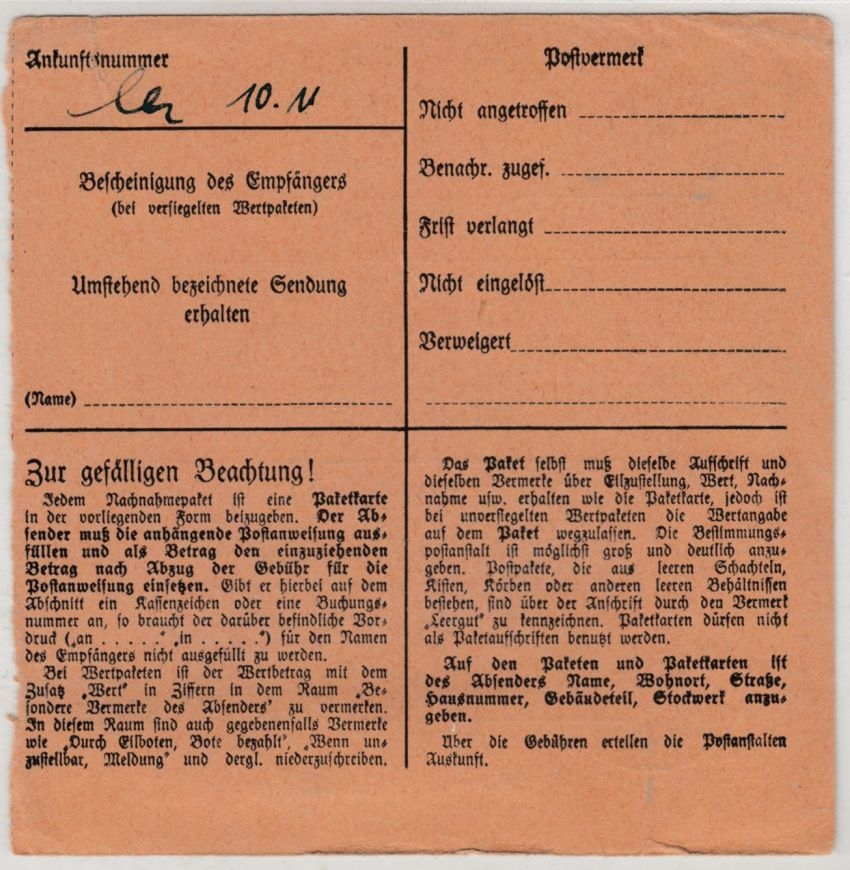 Ankunftsnummer
10. 11
Bescheinigung des Empfängers
(bei versiegelten Wertpaketen)
Umstehend bezeichnete Sendung
erhalten
(Name)
Postvermerk
Nicht angetroffen
Benachr. zugef.
Frist verlangt
Nicht eingelöst
Verweigert
Zur gefälligen Beachtung!
Jedem Nachnahmepaket ist eine Paketkarte
in der vorliegenden Form beizugeben. Der Ab-
sender muß die anhängende Postanweisung aus-
füllen und als Betrag den einzuziehenden
Betrag nach Abzug der Gebühr für die
Postanweisung einsetzen. Gibt er hierbei auf dem
Abschnitt ein Kassenzeichen oder eine Buchungs-
nummer an, so braucht der darüber befindliche Vor-
druck („an . . . . .“ „in . . . . .“) für den Namen
des Empfängers nicht ausgefüllt zu werden.
Bei Wertpaketen ist der Wertbetrag mit dem
Zusatz „Wert“ in Ziffern in dem Raum „Be-
sondere Vermerke des Absenders“ zu vermerken.
In diesem Raum sind auch gegebenenfalls Vermerke
wie „Durch Eilboten, Bote bezahlt“, „Wenn un-
zustellbar, Meldung“ und dergl. niederzuschreiben.
Das Paket selbst muß dieselbe Aufschrift und
dieselben Vermerke über Eilzustellung, Wert, Nach-
nahme usw. erhalten wie die Paketkarte, jedoch ist
bei unversiegelten Wertpaketen die Wertangabe
auf dem Paket wegzulassen. Die Bestimmungs-
postanstalt ist möglichst groß und deutlich anzu-
geben. Postpakete, die aus leeren Schachteln,
Kisten, Körben oder anderen leeren Behältnissen
bestehen, sind über der Anschrift durch den Vermerk
„Leergut“ zu kennzeichnen. Paketkarten dürfen nicht
als Paketaufschriften benutzt werden.
Auf den Paketen und Paketkarten ist
des Absenders Name, Wohnort, Straße,
Hausnummer, Gebäudeteil, Stockwerk anzu-
geben.
Über die Gebühren erteilen die Postanstalten
Auskunft.